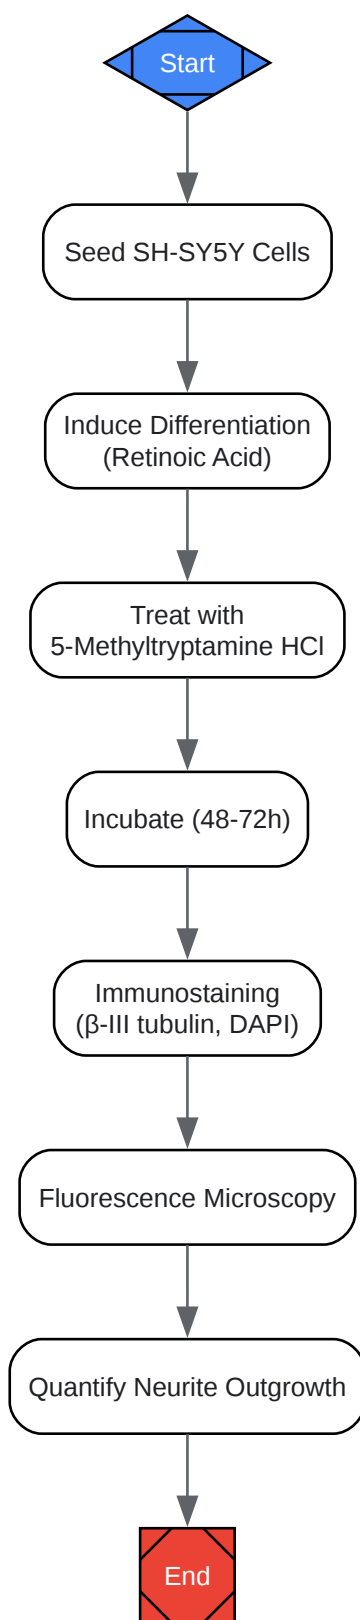 Start
Seed SH-SY5Y Cells
Induce Differentiation
(Retinoic Acid)
Treat with
5-Methyltryptamine HCl
Incubate (48-72h)
Immunostaining
(β-III tubulin, DAPI)
Fluorescence Microscopy
Quantify Neurite Outgrowth
End